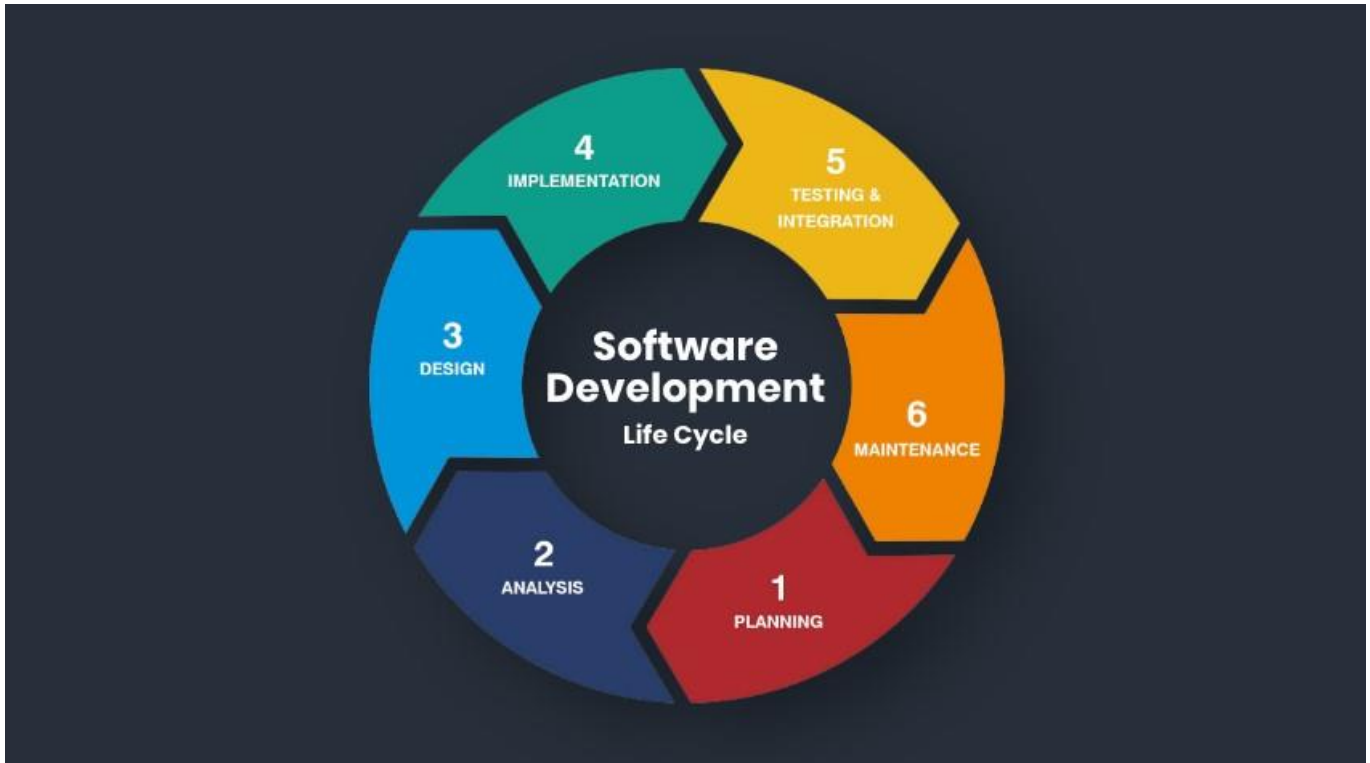 Software
Development
Life Cycle
1
PLANNING
2
ANALYSIS
3
DESIGN
4
IMPLEMENTATION
5
TESTING &
INTEGRATION
6
MAINTENANCE